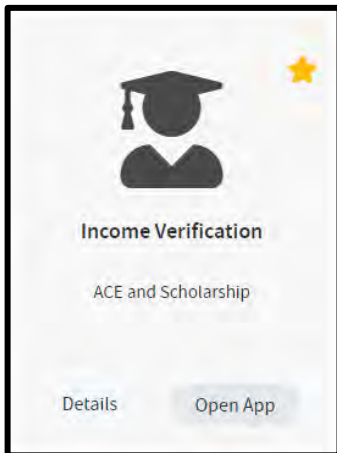 Income Verification
ACE and Scholarship
Details
Open App